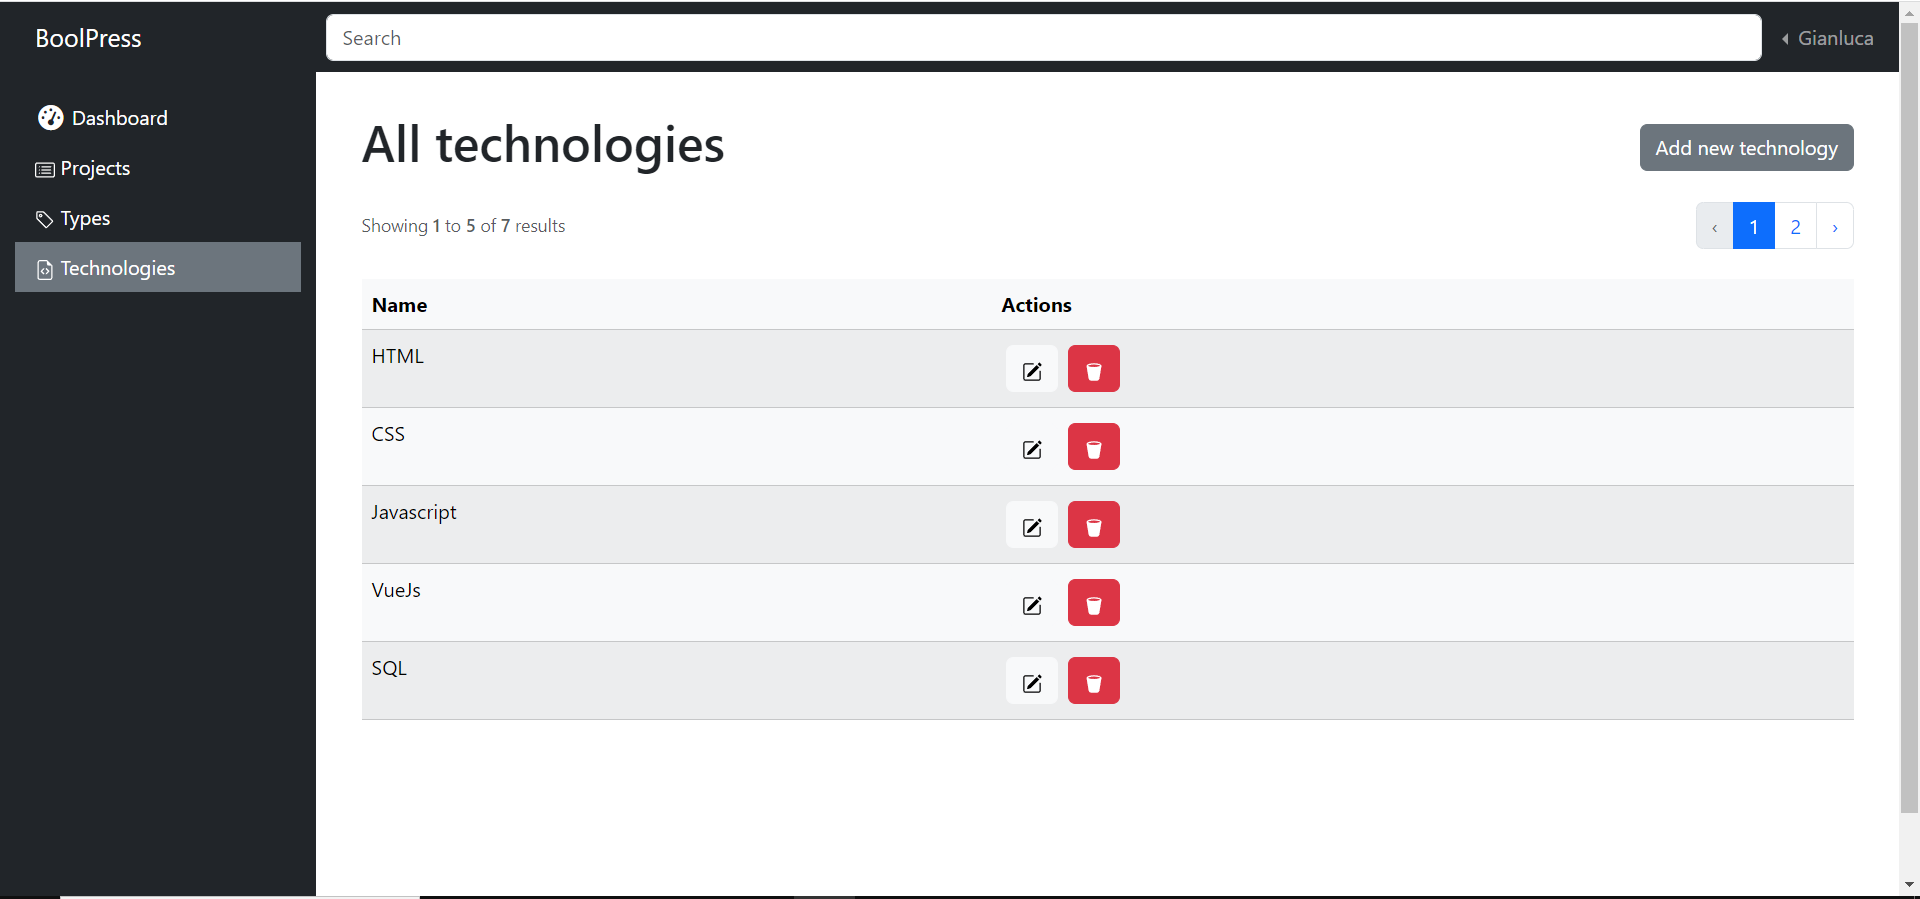 BoolPress
Search
Gianluca
Dashboard
Projects
Types
Technologies
All technologies
Add new technology
Showing 1 to 5 of 7 results
‹ 1 2 ›
Name Actions
HTML
CSS
Javascript
VueJs
SQL